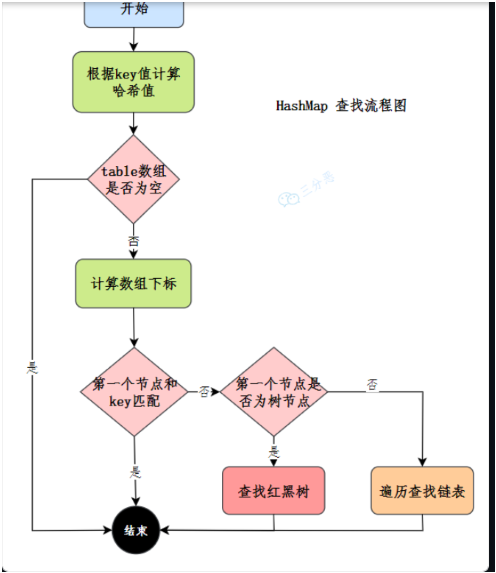 开始
根据key值计算
哈希值
HashMap 查找流程图
table数组
是否为空
三分恶
否
计算数组下标
是
第一个节点和
key匹配
否
第一个节点是
否为树节点
否
是
是
查找红黑树
遍历查找链表
结束